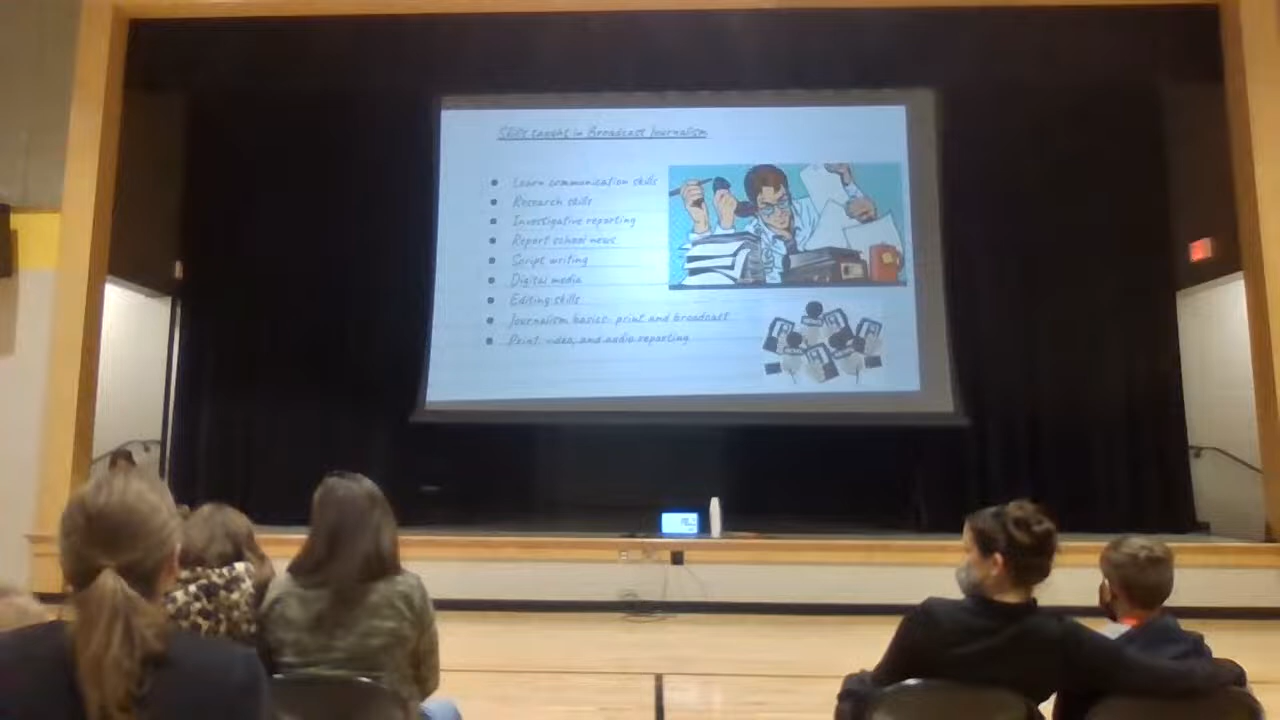 Skills taught in Broadcast Journalism
Learn communication skills
Research skills
Investigative reporting
Report school news
Script writing
Digital media
Editing skills
Journalism basics: print and broadcast
Print, video, and audio reporting